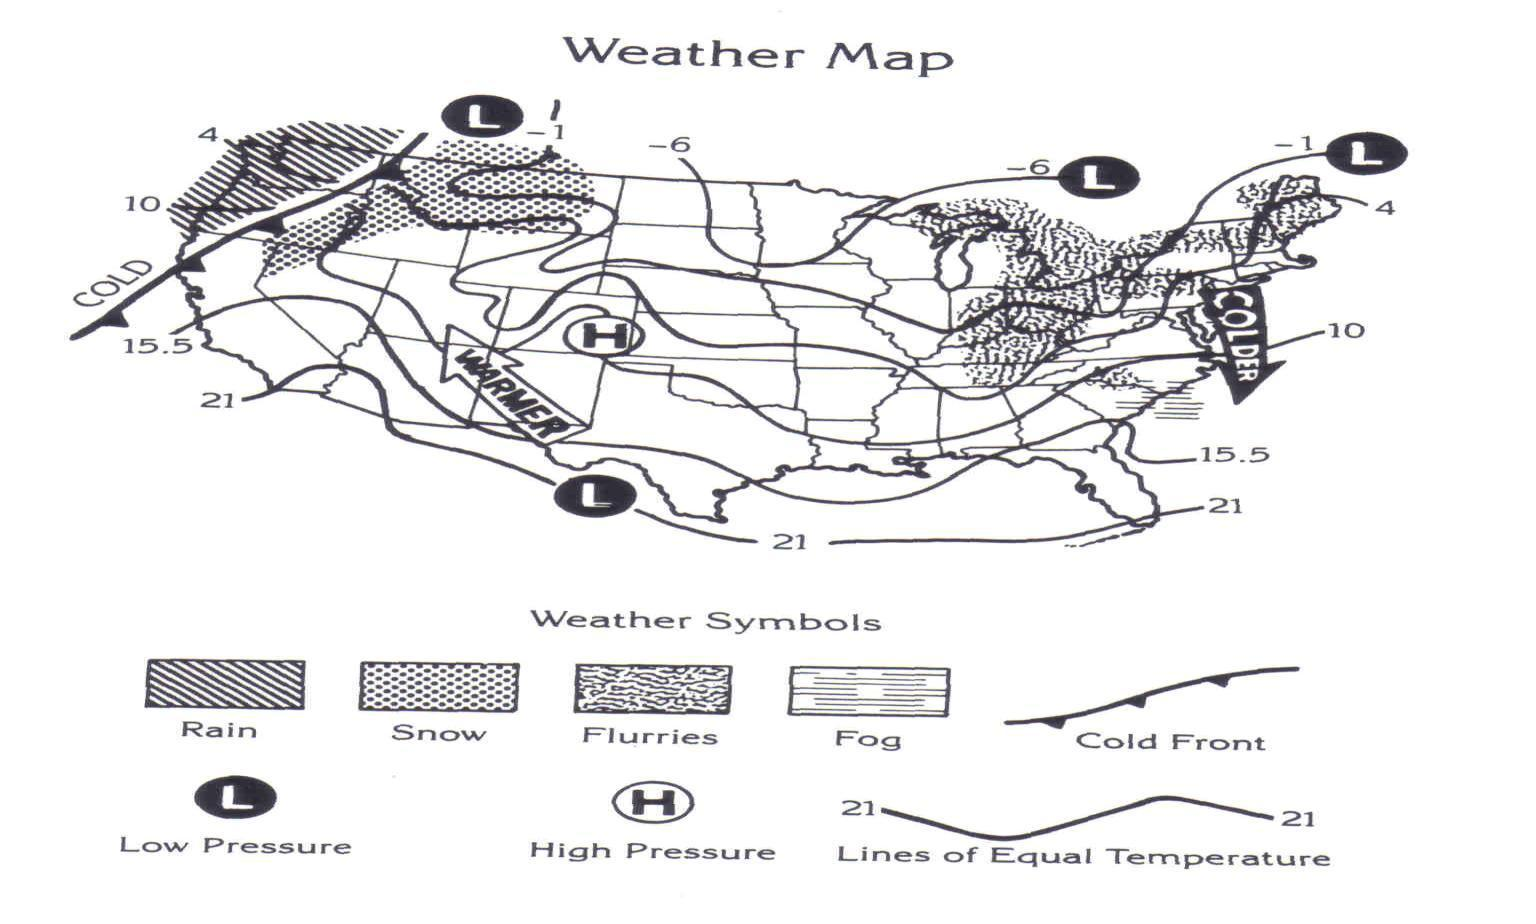 Weather Map
L
4
-1
-6
-1
L
-6
L
4
10
COLD
H
COLDER
10
15.5
WARMER
21
15.5
L
21
21
Weather Symbols
Rain
Snow
Flurries
Fog
Cold Front
L
H
21
21
Low Pressure
High Pressure
Lines of Equal Temperature